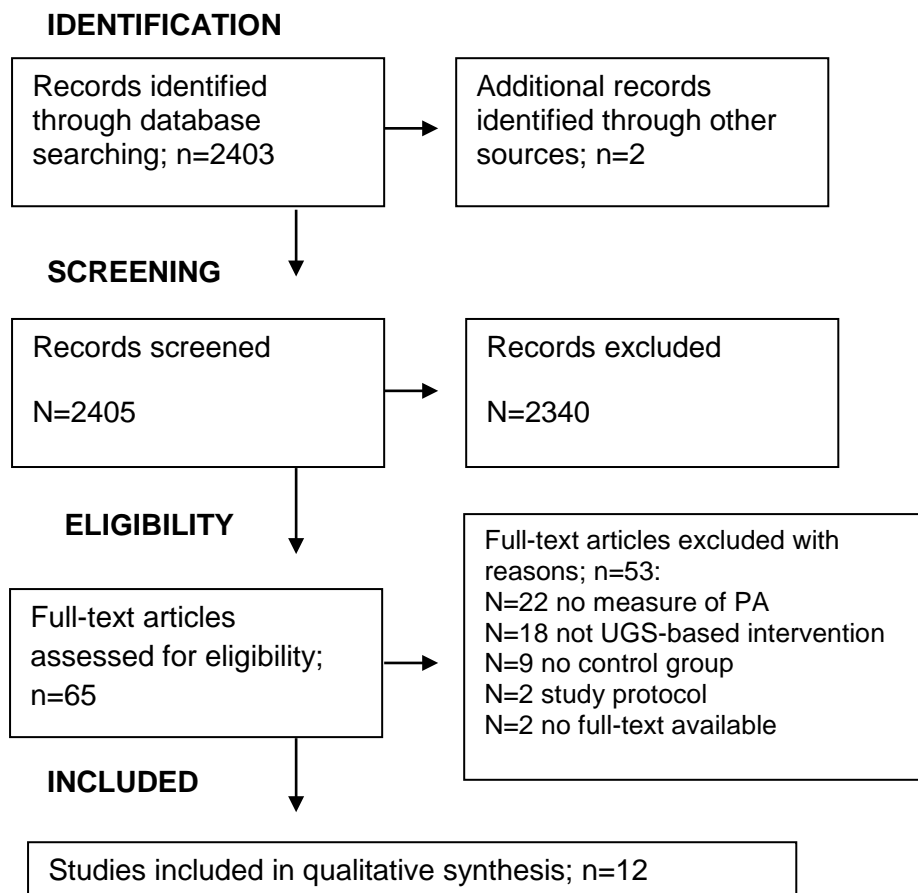 IDENTIFICATION
Records identified
through database
searching; n=2403
Additional records
identified through other
sources; n=2
SCREENING
Records screened
N=2405
Records excluded
N=2340
ELIGIBILITY
Full-text articles
assessed for eligibility;
n=65
Full-text articles excluded with
reasons; n=53:
N=22 no measure of PA
N=18 not UGS-based intervention
N=9 no control group
N=2 study protocol
N=2 no full-text available
INCLUDED
Studies included in qualitative synthesis; n=12